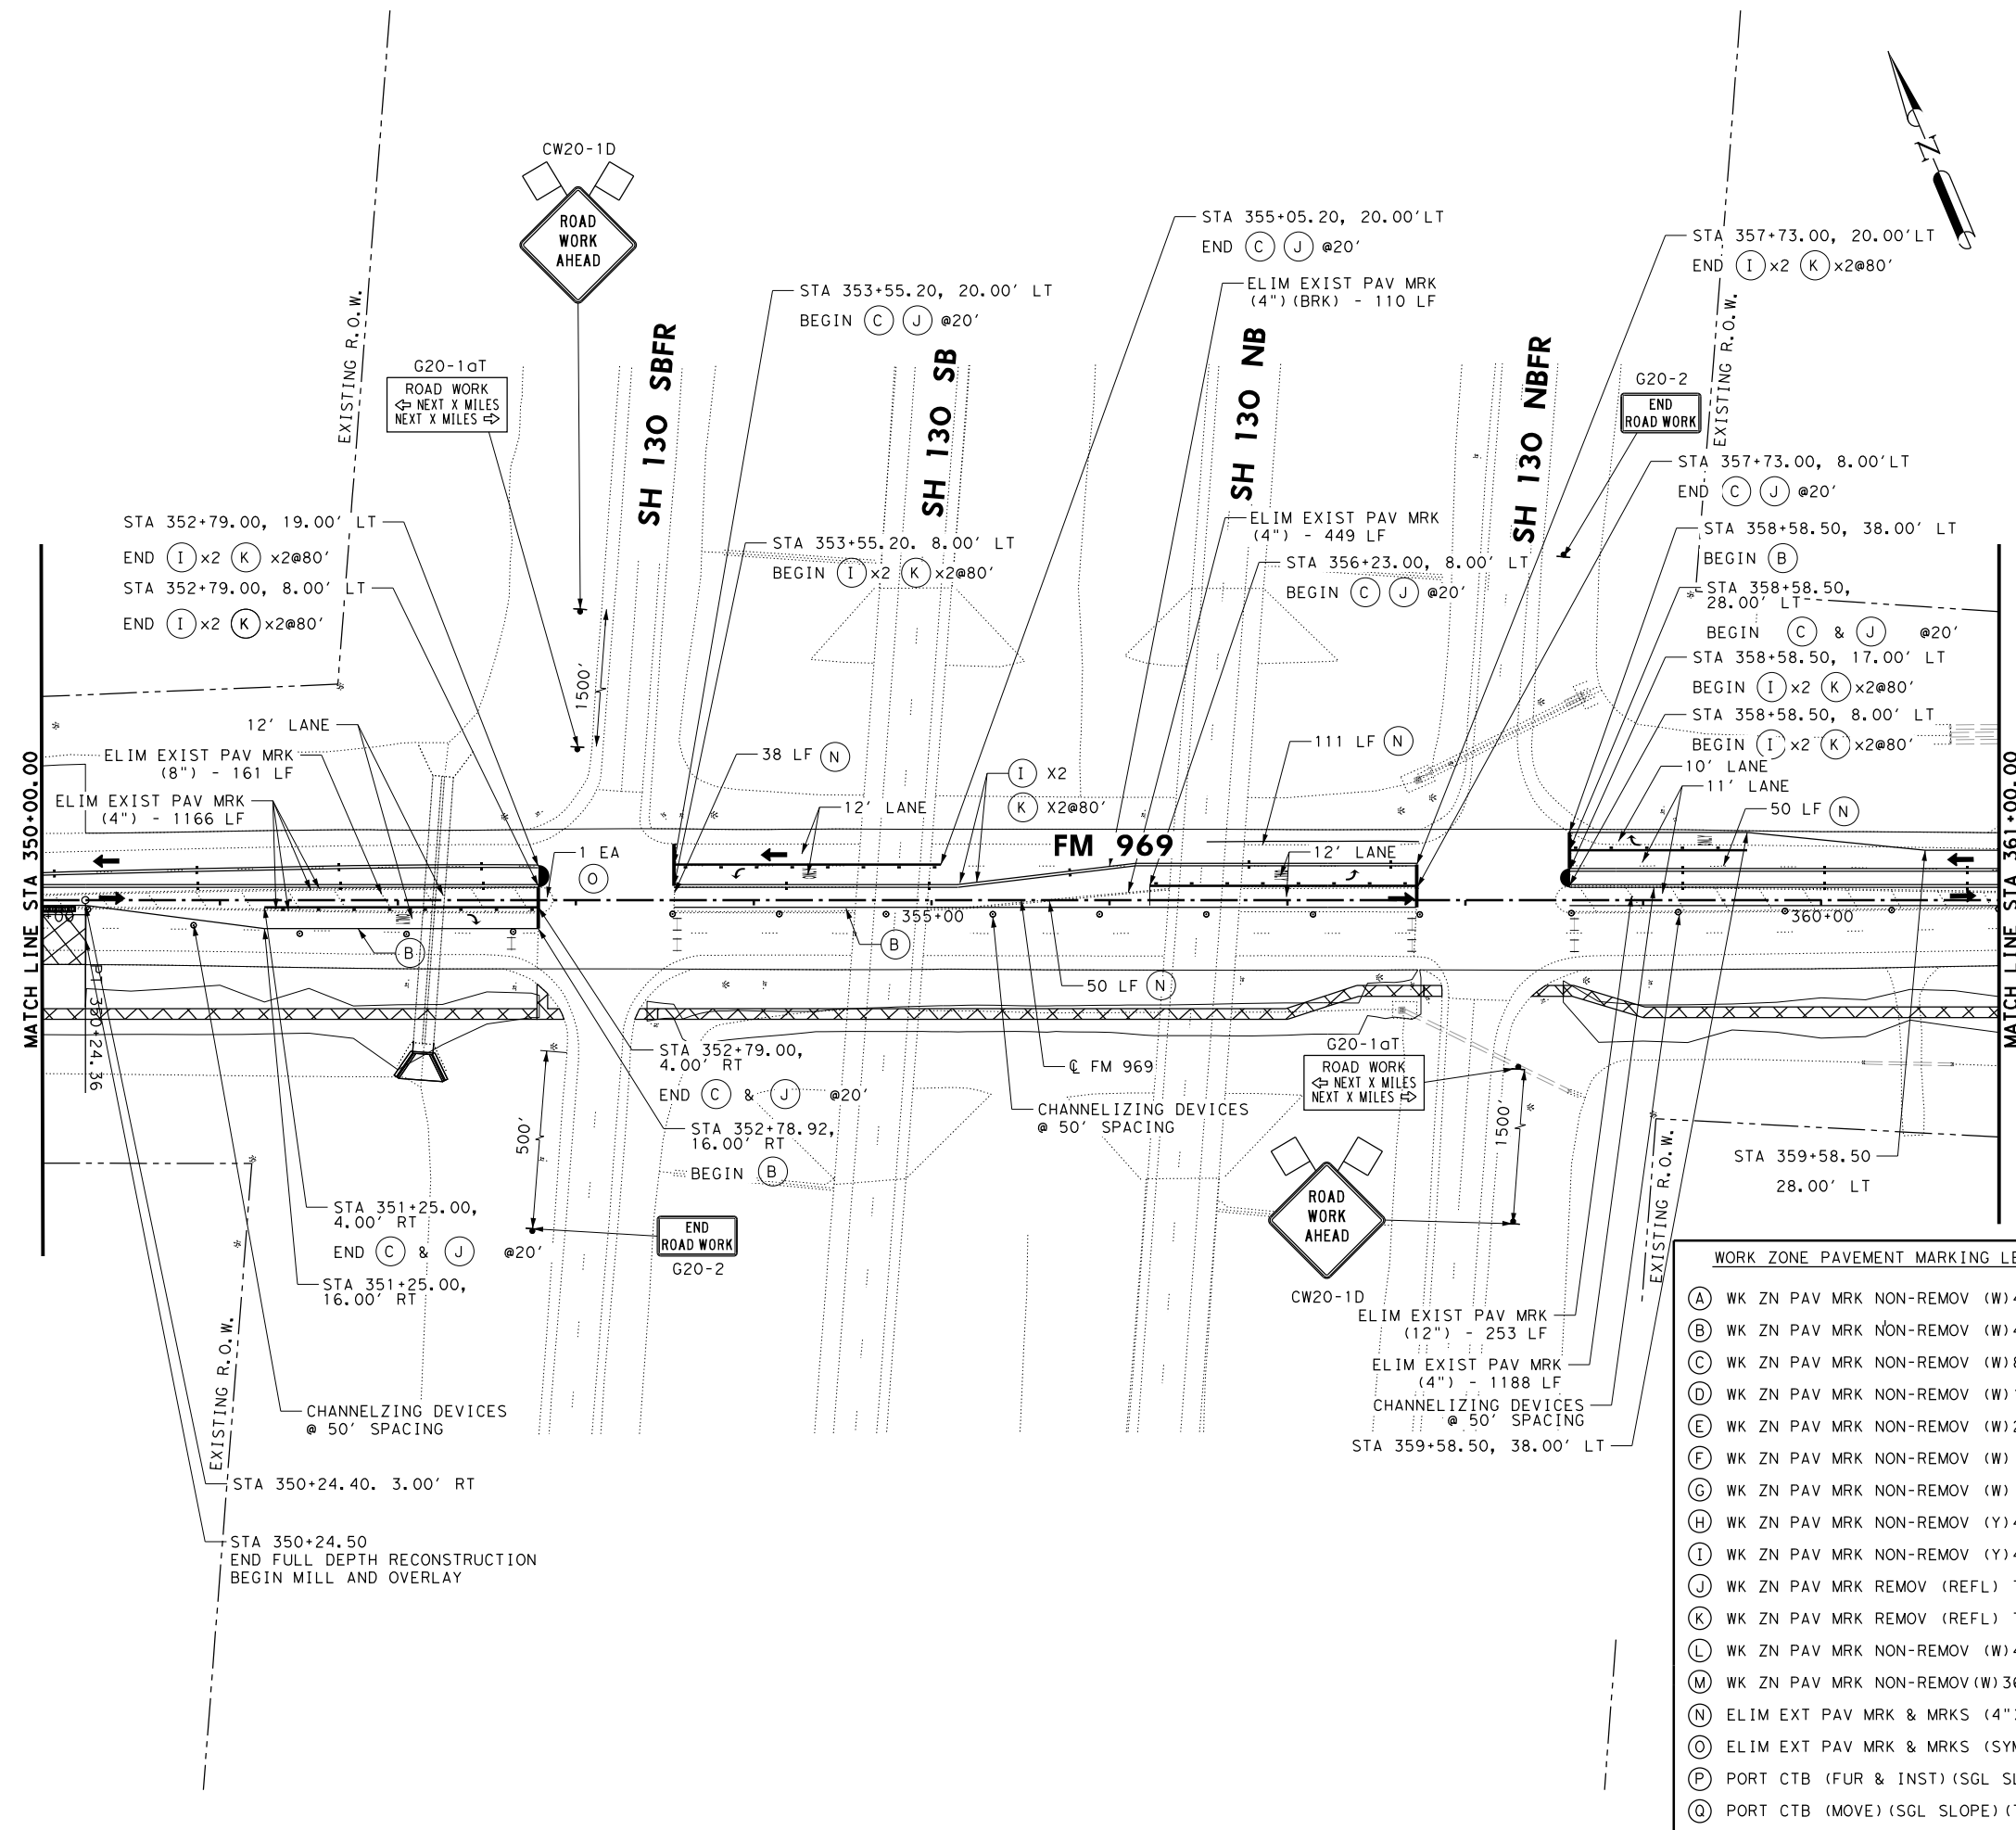 CW20-1D
ROAD
WORK
AHEAD
G20-1aT
ROAD WORK
NEXT X MILES
NEXT X MILES
EXISTING R.O.W.
SH 130 SBFR
SH 130 SB
SH 130 NB
SH 130 NBFR
EXISTING R.O.W.
N
STA 353+55.20, 20.00' LT
BEGIN C J @20'
STA 355+05.20, 20.00'LT
END C J @20'
ELIM EXIST PAV MRK
(4")(BRK) - 110 LF
STA 357+73.00, 20.00'LT
END I x2 K x2@80'
G20-2
END
ROAD WORK
STA 357+73.00, 8.00'LT
END C J @20'
STA 358+58.50, 38.00' LT
BEGIN B
STA 358+58.50,
28.00' LT
BEGIN C & J @20'
STA 358+58.50, 17.00' LT
BEGIN I x2 K x2@80'
STA 358+58.50, 8.00' LT
BEGIN I x2 K x2@80'
10' LANE
11' LANE
50 LF N
STA 352+79.00, 19.00' LT
END I x2 K x2@80'
STA 352+79.00, 8.00' LT
END I x2 K x2@80'
STA 353+55.20. 8.00' LT
BEGIN I x2 K x2@80'
ELIM EXIST PAV MRK
(4") - 449 LF
STA 356+23.00, 8.00' LT
BEGIN C J @20'
1500'
12' LANE
ELIM EXIST PAV MRK
(8") - 161 LF
ELIM EXIST PAV MRK
(4") - 1166 LF
38 LF N
12' LANE
I X2
K X2@80'
111 LF N
FM 969
12' LANE
1 EA
O
MATCH LINE STA 350+00.00
MATCH LINE STA 361+00.00
355+00
360+00
B
B
50 LF N
PIT 350+24.36
STA 352+79.00,
4.00' RT
END C & J @20'
STA 352+78.92,
16.00' RT
BEGIN B
℄ FM 969
CHANNELIZING DEVICES
@ 50' SPACING
G20-1aT
ROAD WORK
NEXT X MILES
NEXT X MILES
1500'
500'
ROAD
WORK
AHEAD
CW20-1D
END
ROAD WORK
G20-2
STA 351+25.00,
4.00' RT
END C & J @20'
STA 351+25.00,
16.00' RT
EXISTING R.O.W.
CHANNELZING DEVICES
@ 50' SPACING
STA 350+24.40. 3.00' RT
STA 350+24.50
END FULL DEPTH RECONSTRUCTION
BEGIN MILL AND OVERLAY
EXISTING R.O.W.
STA 359+58.50
28.00' LT
ELIM EXIST PAV MRK
(12") - 253 LF
ELIM EXIST PAV MRK
(4") - 1188 LF
CHANNELIZING DEVICES
@ 50' SPACING
STA 359+58.50, 38.00' LT
WORK ZONE PAVEMENT MARKING LE
A WK ZN PAV MRK NON-REMOV (W)4
B WK ZN PAV MRK NON-REMOV (W)4
C WK ZN PAV MRK NON-REMOV (W)8
D WK ZN PAV MRK NON-REMOV (W)
E WK ZN PAV MRK NON-REMOV (W)2
F WK ZN PAV MRK NON-REMOV (W)
G WK ZN PAV MRK NON-REMOV (W)
H WK ZN PAV MRK NON-REMOV (Y)4
I WK ZN PAV MRK NON-REMOV (Y)4
J WK ZN PAV MRK REMOV (REFL)
K WK ZN PAV MRK REMOV (REFL)
L WK ZN PAV MRK NON-REMOV (W)4
M WK ZN PAV MRK NON-REMOV(W)36
N ELIM EXT PAV MRK & MRKS (4"
O ELIM EXT PAV MRK & MRKS (SYM
P PORT CTB (FUR & INST)(SGL SL
Q PORT CTB (MOVE)(SGL SLOPE)(